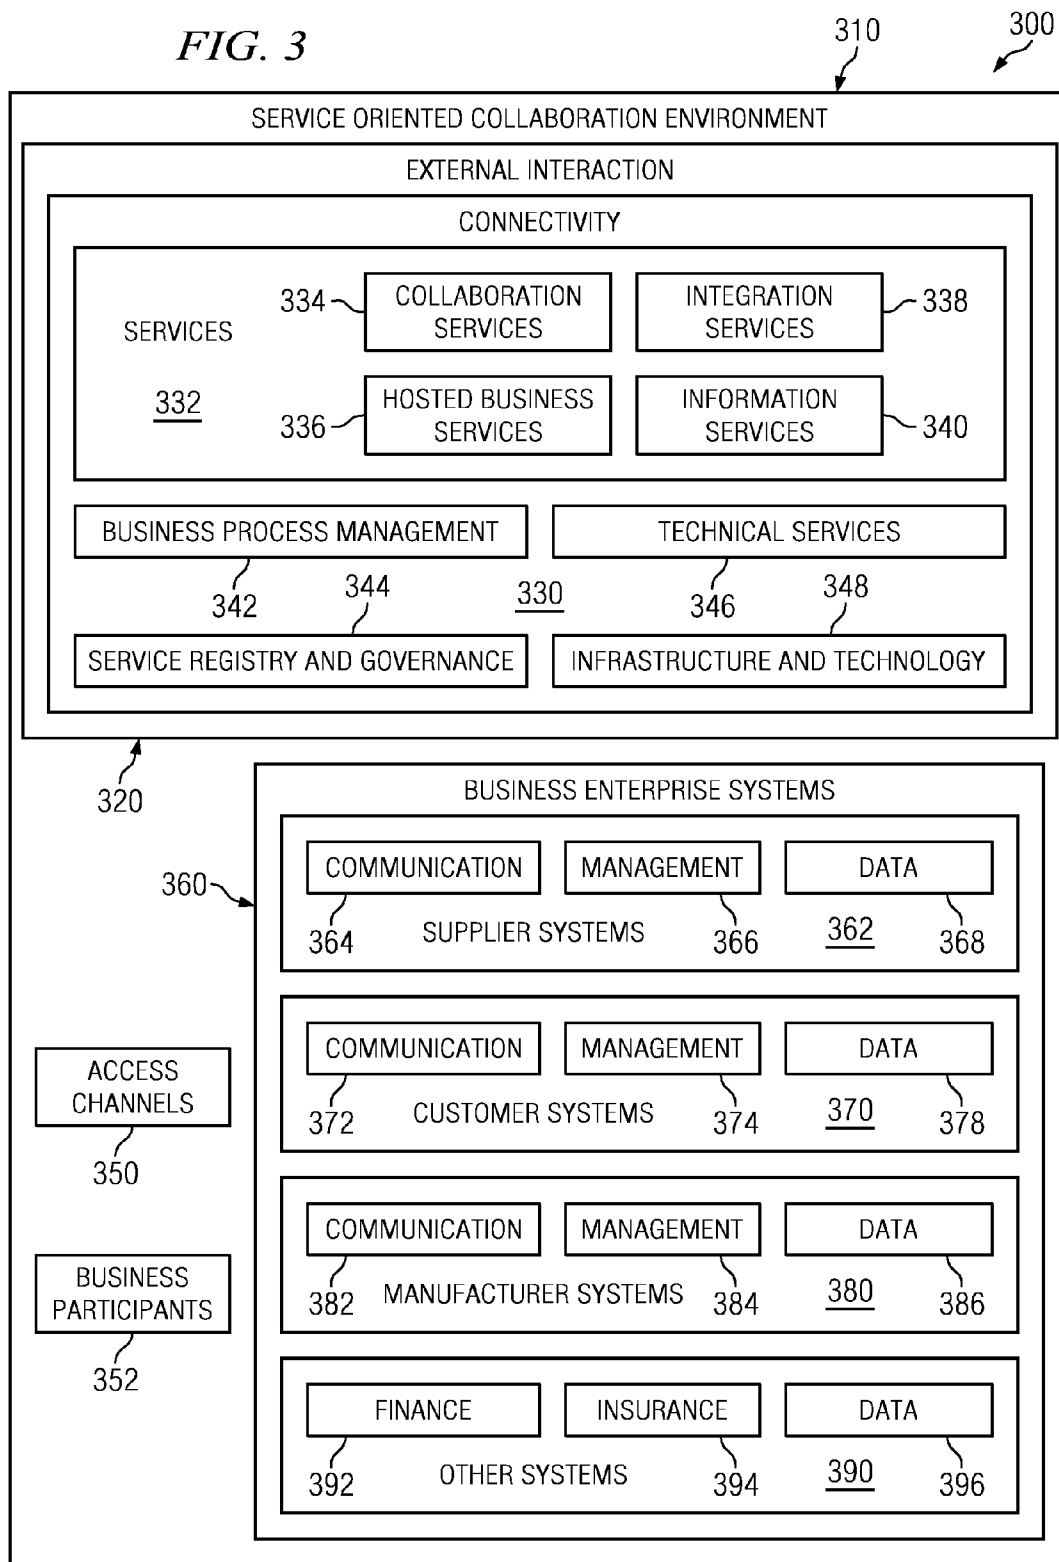 FIG. 3
310
300
SERVICE ORIENTED COLLABORATION ENVIRONMENT
EXTERNAL INTERACTION
CONNECTIVITY
SERVICES
332
334
COLLABORATION
SERVICES
INTEGRATION
SERVICES
338
336
HOSTED BUSINESS
SERVICES
INFORMATION
SERVICES
340
BUSINESS PROCESS MANAGEMENT
TECHNICAL SERVICES
342
344
330
346
348
SERVICE REGISTRY AND GOVERNANCE
INFRASTRUCTURE AND TECHNOLOGY
320
BUSINESS ENTERPRISE SYSTEMS
360
COMMUNICATION
MANAGEMENT
DATA
364
SUPPLIER SYSTEMS
366
362
368
COMMUNICATION
MANAGEMENT
DATA
372
CUSTOMER SYSTEMS
374
370
378
ACCESS
CHANNELS
350
COMMUNICATION
MANAGEMENT
DATA
382
MANUFACTURER SYSTEMS
384
380
386
BUSINESS
PARTICIPANTS
352
FINANCE
INSURANCE
DATA
392
OTHER SYSTEMS
394
390
396